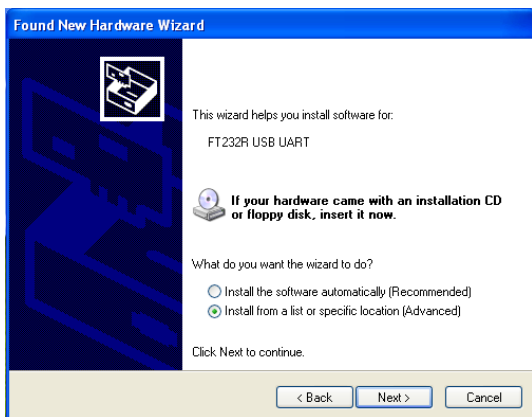 Found New Hardware Wizard
This wizard helps you install software for:
FT232R USB UART
If your hardware came with an installation CD
or floppy disk, insert it now.
What do you want the wizard to do?
Install the software automatically (Recommended)
Install from a list or specific location (Advanced)
Click Next to continue.
< Back
Next >
Cancel